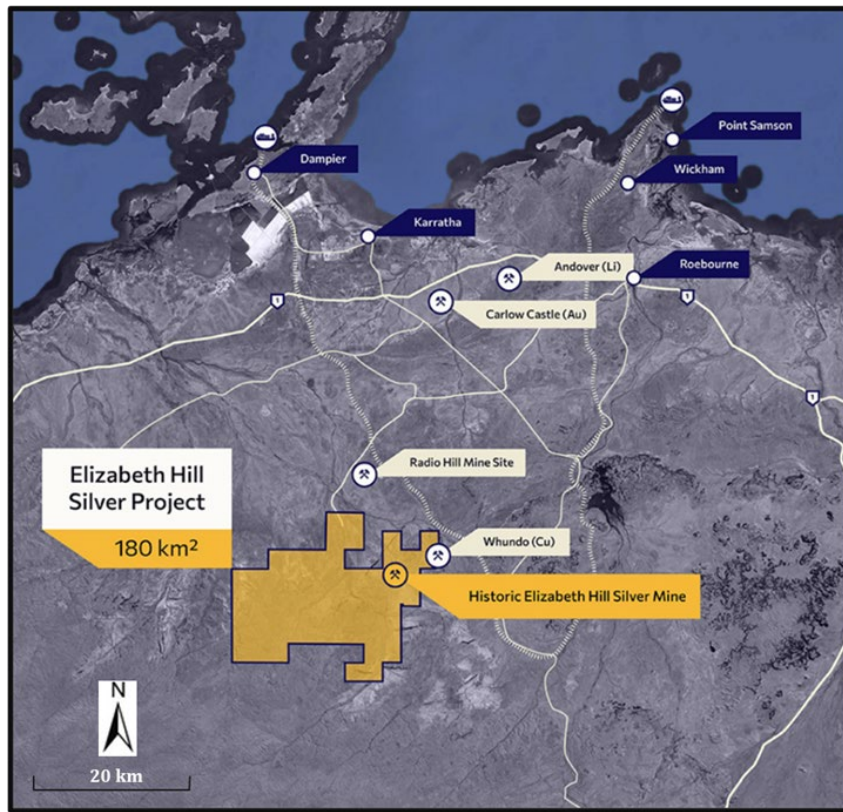 Point Samson
Dampier
Wickham
Karratha
Andover (Li)
Roebourne
1
Carlow Castle (Au)
1
1
Elizabeth Hill
Silver Project
180 km²
Radio Hill Mine Site
Whundo (Cu)
Historic Elizabeth Hill Silver Mine
N
20 km